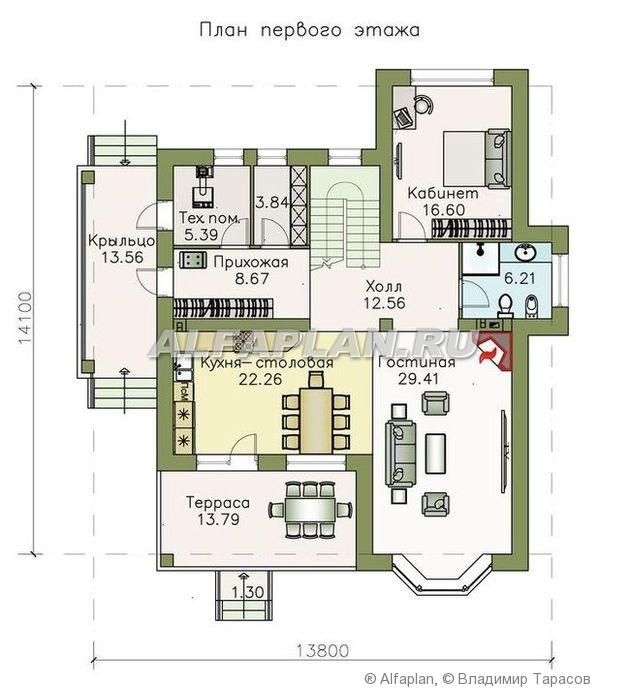 План первого этажа
Кабинет
16.60
3.84
Тех.пом.
5.39
Крыльцо
13.56
Прихожая
8.67
6.21
Холл
12.56
14100
ALFAPLAN.RU
Кухня-столовая
22.26
Гостиная
29.41
ПсМ
Терраса
13.79
1.30
13800
© Alfaplan, © Владимир Тарасов